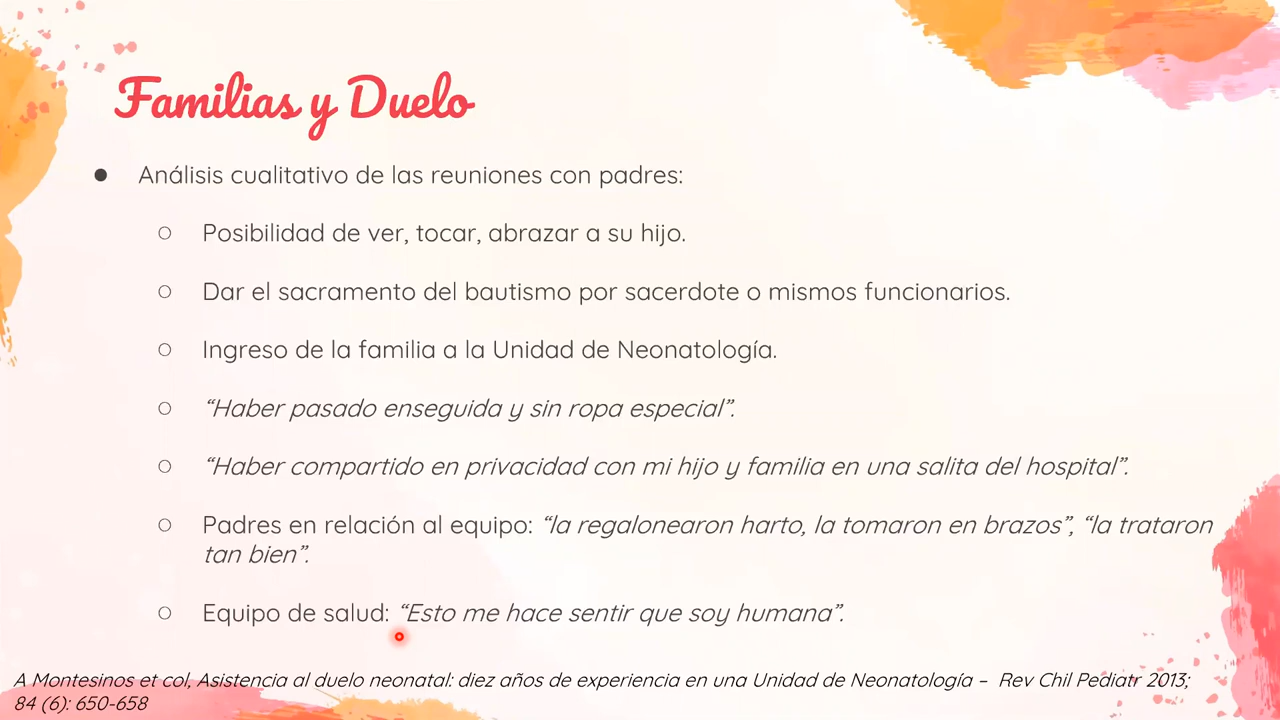 Familias y Duelo
● Análisis cualitativo de las reuniones con padres:
○ Posibilidad de ver, tocar, abrazar a su hijo.
○ Dar el sacramento del bautismo por sacerdote o mismos funcionarios.
○ Ingreso de la familia a la Unidad de Neonatología.
○ “Haber pasado enseguida y sin ropa especial”.
○ “Haber compartido en privacidad con mi hijo y familia en una salita del hospital”.
○ Padres en relación al equipo: “la regalonearon harto, la tomaron en brazos”, “la trataron
tan bien”.
○ Equipo de salud: “Esto me hace sentir que soy humana”.
A Montesinos et col, Asistencia al duelo neonatal: diez años de experiencia en una Unidad de Neonatología – Rev Chil Pediatr 2013;
84 (6): 650-658